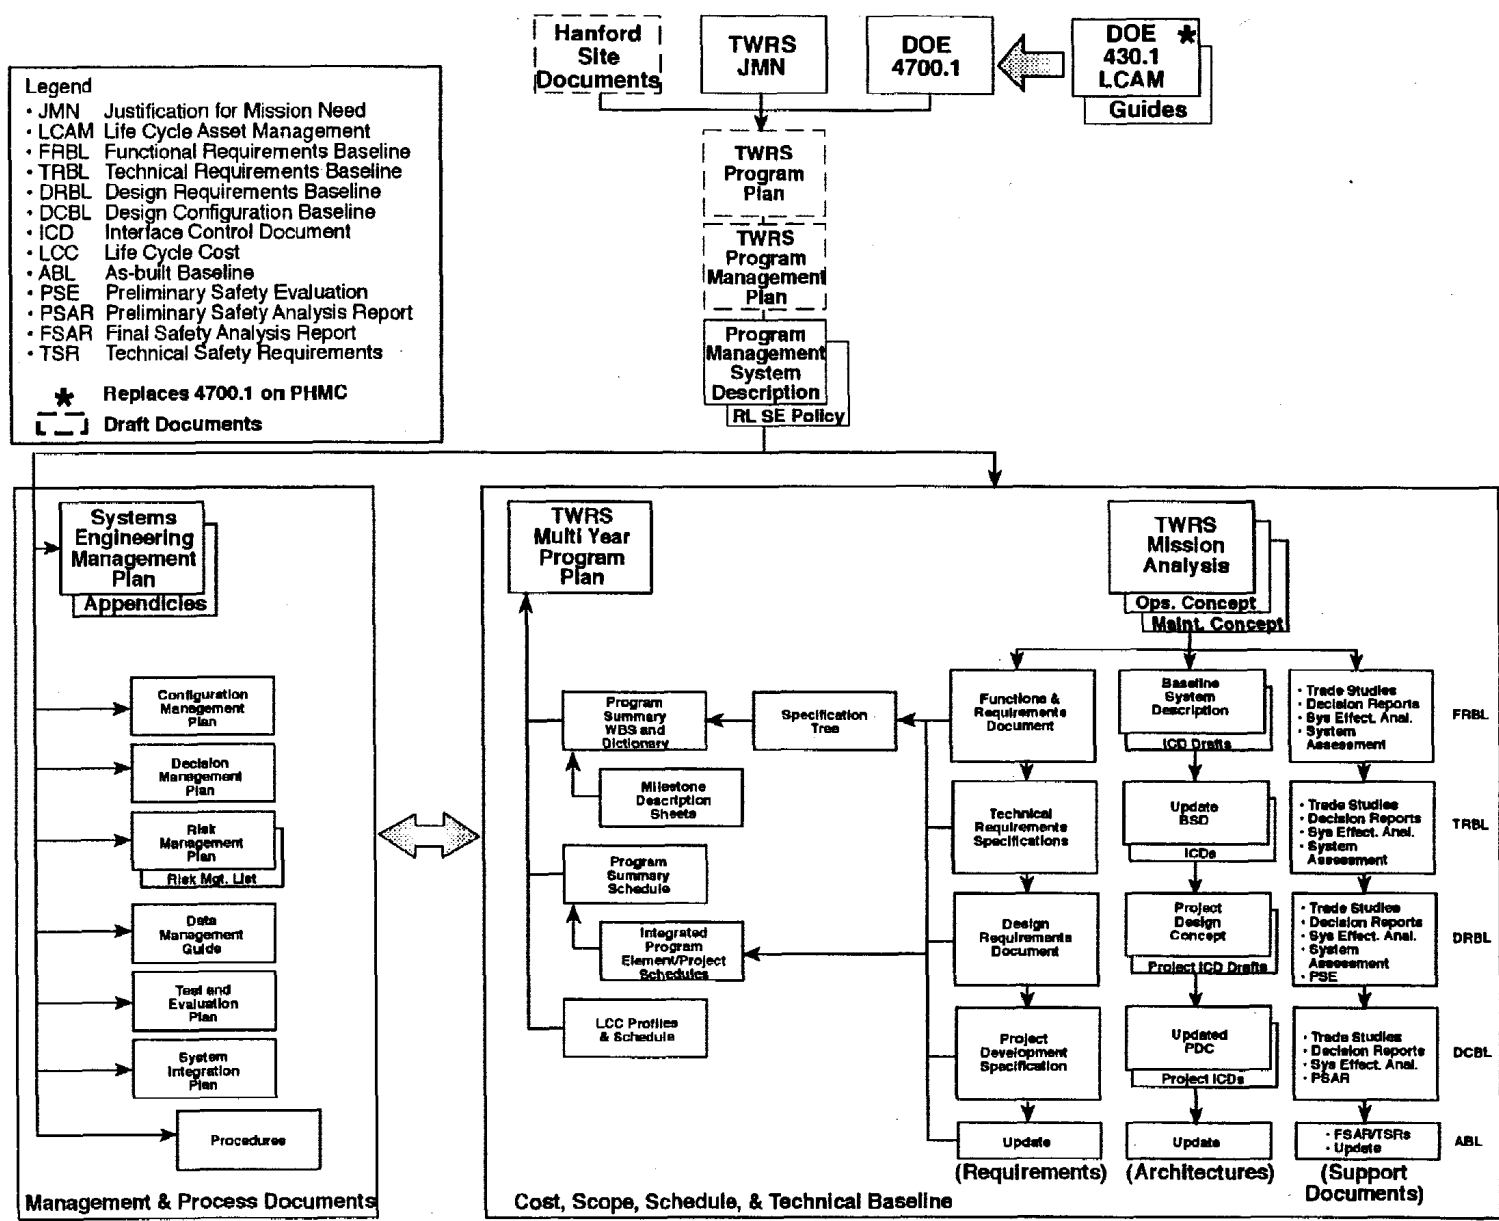 Hanford
Site
Documents
TWRS
JMN
DOE
4700.1
DOE *
430.1
LCAM
Guides
Legend
· JMN Justification for Mission Need
· LCAM Life Cycle Asset Management
· FRBL Functional Requirements Baseline
· TRBL Technical Requirements Baseline
· DRBL Design Requirements Baseline
· DCBL Design Configuration Baseline
· ICD Interface Control Document
· LCC Life Cycle Cost
· ABL As-built Baseline
· PSE Preliminary Safety Evaluation
· PSAR Preliminary Safety Analysis Report
· FSAR Final Safety Analysis Report
· TSR Technical Safety Requirements
* Replaces 4700.1 on PHMC
Draft Documents
TWRS
Program
Plan
TWRS
Program
Management
Plan
Program
Management
System
Description
RL SE Policy
Systems
Engineering
Management
Plan
Appendicies
Configuration
Management
Plan
Decision
Management
Plan
Risk
Management
Plan
Risk Mgt. List
Data
Management
Guide
Test and
Evaluation
Plan
System
Integration
Plan
Procedures
Management & Process Documents
TWRS
Multi Year
Program
Plan
TWRS
Mission
Analysis
Ops. Concept
Maint. Concept
Program
Summary
WBS and
Dictionary
Specification
Tree
Milestone
Description
Sheets
Program
Summary
Schedule
Integrated
Program
Element/Project
Schedules
LCC Profiles
& Schedule
Functions &
Requirements
Document
Baseline
System
Description
ICD Drafts
· Trade Studies
· Decision Reports
· Sys Effect. Anal.
· System
Assessment
FRBL
Technical
Requirements
Specifications
Update
BSD
ICDs
· Trade Studies
· Decision Reports
· Sys Effect. Anal.
· System
Assessment
TRBL
Design
Requirements
Document
Project
Design
Concept
Project ICD Drafts
· Trade Studies
· Decision Reports
· Sys Effect. Anal.
· System
Assessment
· PSE
DRBL
Project
Development
Specification
Updated
PDC
Project ICDs
· Trade Studies
· Decision Reports
· Sys Effect. Anal.
· PSAR
DCBL
Update
Update
· FSAR/TSRs
· Update
ABL
(Requirements)
(Architectures)
(Support
Documents)
Cost, Scope, Schedule, & Technical Baseline